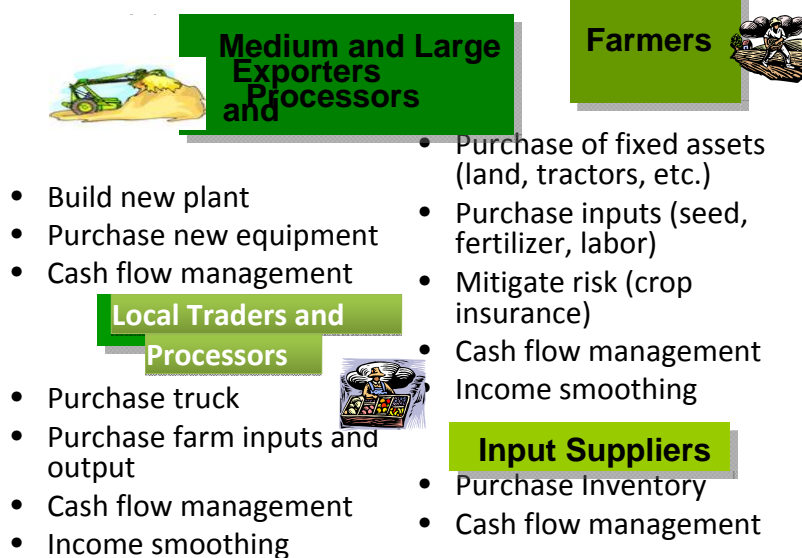 Medium and Large
Exporters
Processors
and
• Build new plant
• Purchase new equipment
• Cash flow management
Local Traders and
Processors
• Purchase truck
• Purchase farm inputs and
output
• Cash flow management
• Income smoothing
Farmers
• Purchase of fixed assets
(land, tractors, etc.)
• Purchase inputs (seed,
fertilizer, labor)
• Mitigate risk (crop
insurance)
• Cash flow management
• Income smoothing
Input Suppliers
• Purchase Inventory
• Cash flow management